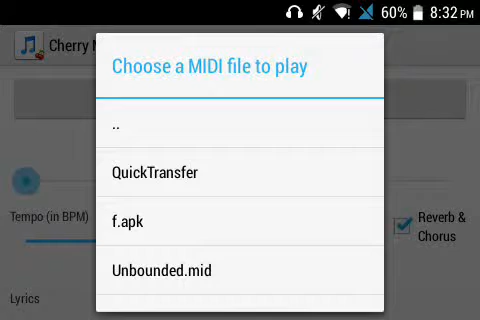 60% 8:32 PM
Cherry M
Choose a MIDI file to play
..
QuickTransfer
f.apk
Unbounded.mid
Tempo (in BPM)
Reverb &
Chorus
Lyrics